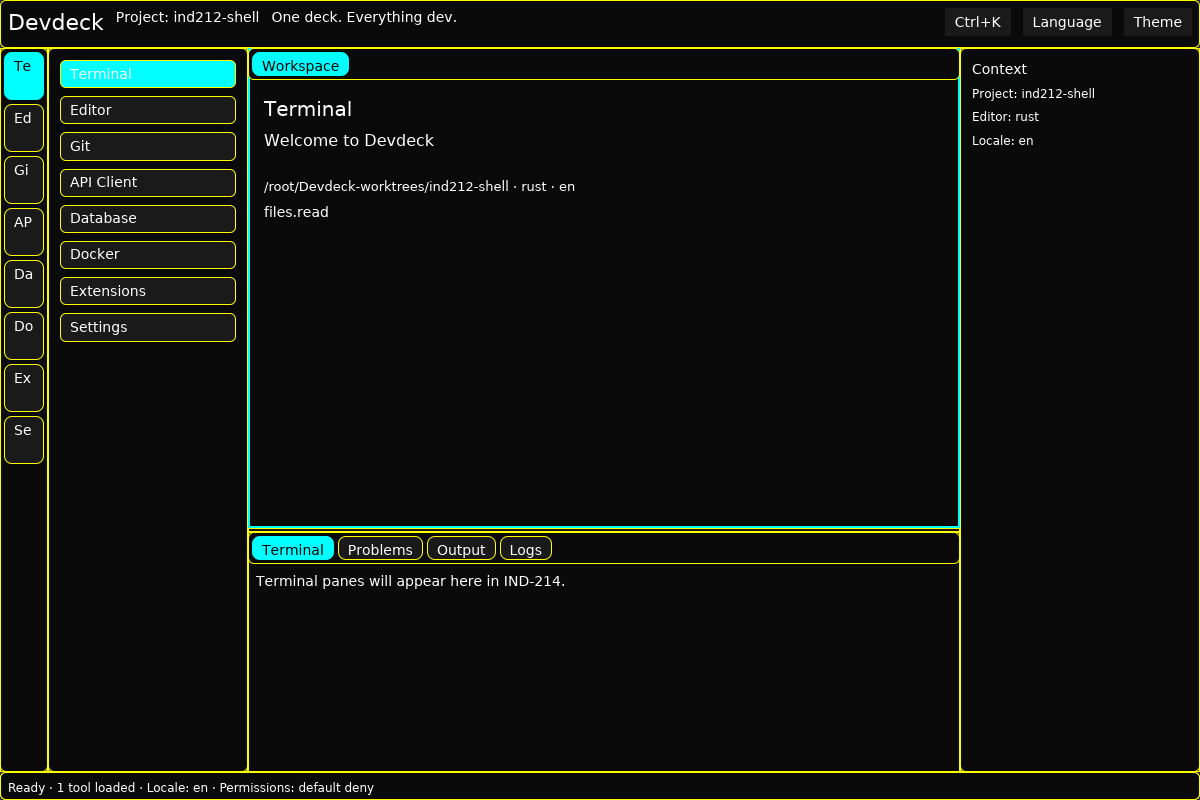 Devdeck Project: ind212-shell One deck. Everything dev. Ctrl+K Language Theme
Te
Ed
Gi
AP
Da
Do
Ex
Se
Terminal
Editor
Git
API Client
Database
Docker
Extensions
Settings
Workspace
Terminal
Welcome to Devdeck
/root/Devdeck-worktrees/ind212-shell · rust · en
files.read
Terminal Problems Output Logs
Terminal panes will appear here in IND-214.
Context
Project: ind212-shell
Editor: rust
Locale: en
Ready · 1 tool loaded · Locale: en · Permissions: default deny